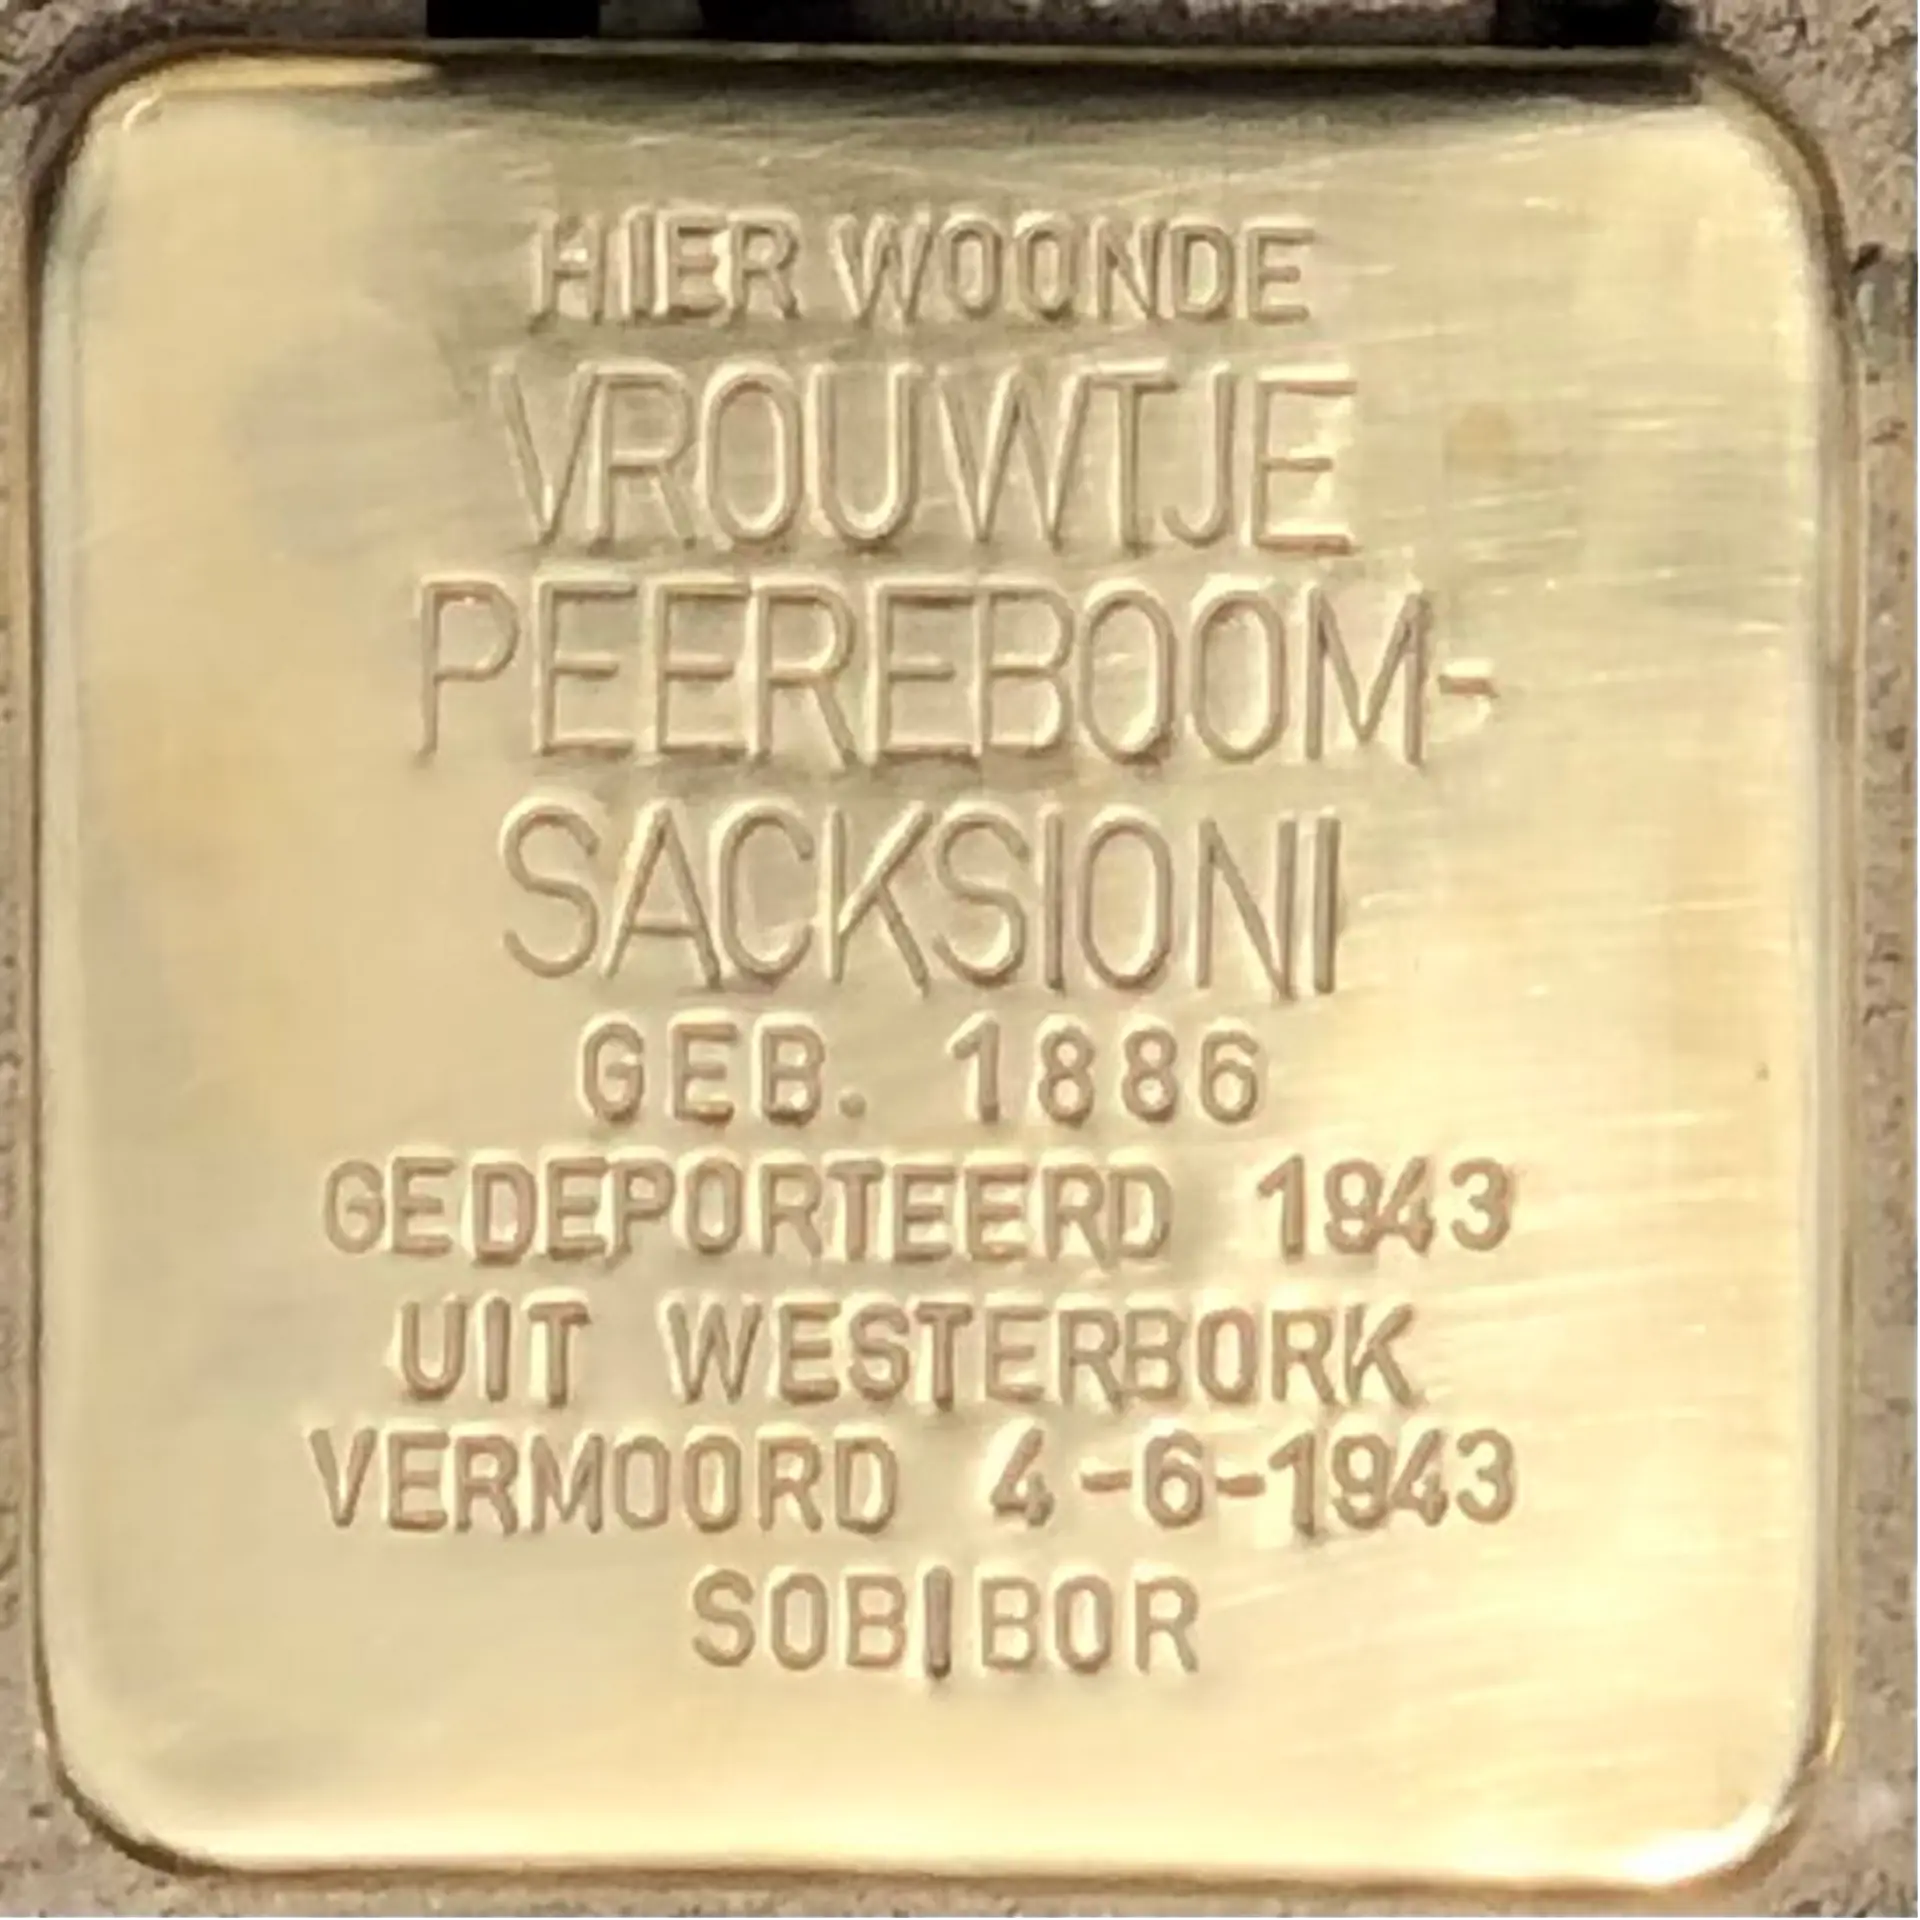 HIER WOONDE
VROUWTJE
PEEREBOOM-
SACKSIONI
GEB. 1886
GEDEPORTEERD 1943
UIT WESTERBORK
VERMOORD 4-6-1943
SOBIBOR